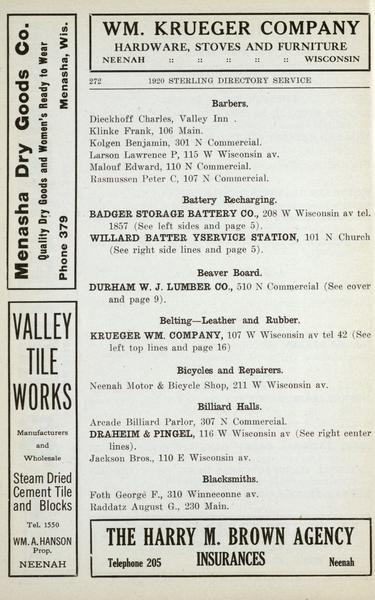 Menasha Dry Goods Co.
Quality Dry Goods and Women's Ready to Wear
Phone 379 Menasha, Wis.
VALLEY
TILE
WORKS
Manufacturers
and
Wholesale
Steam Dried
Cement Tile
and Blocks
Tel. 1550
WM. A. HANSON
Prop.
NEENAH
WM. KRUEGER COMPANY
HARDWARE, STOVES AND FURNITURE
NEENAH :: :: :: :: :: WISCONSIN
272 1920 STERLING DIRECTORY SERVICE
Barbers.
Dieckhoff Charles, Valley Inn .
Klinke Frank, 106 Main.
Kolgen Benjamin, 301 N Commercial.
Larson Lawrence P, 115 W Wisconsin av.
Malouf Edward, 110 N Commercial.
Rasmussen Peter C, 107 N Commercial.
Battery Recharging.
BADGER STORAGE BATTERY CO., 208 W Wisconsin av tel.
1857 (See left sides and page 5).
WILLARD BATTER YSERVICE STATION, 101 N Church
(See right side lines and page 5).
Beaver Board.
DURHAM W. J. LUMBER CO., 510 N Commercial (See cover
and page 9).
Belting—Leather and Rubber.
KRUEGER WM. COMPANY, 107 W Wisconsin av tel 42 (See
left top lines and page 16)
Bicycles and Repairers.
Neenah Motor & Bicycle Shop, 211 W Wisconsin av.
Billiard Halls.
Arcade Billiard Parlor, 307 N Commercial.
DRAHEIM & PINGEL, 116 W Wisconsin av (See right center
lines).
Jackson Bros., 110 E Wisconsin av.
Blacksmiths.
Foth George F., 310 Winneconne av.
Raddatz August G., 230 Main.
THE HARRY M. BROWN AGENCY
Telephone 205 INSURANCES Neenah